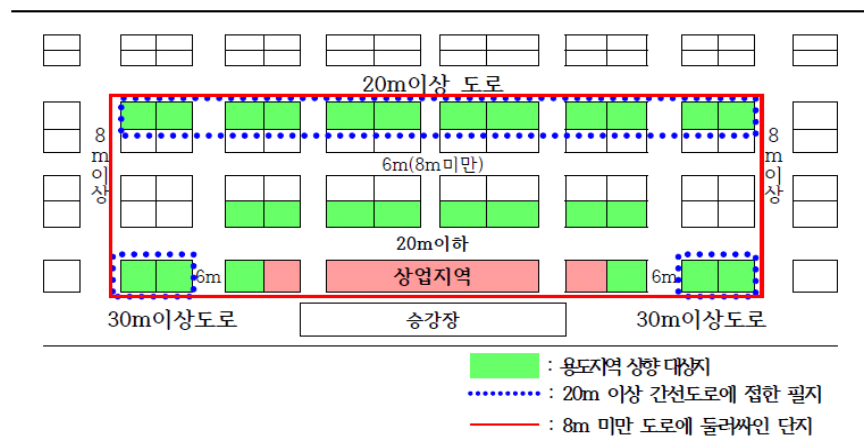 20m이상 도로
8m이상
8m이상
6m(8m미만)
20m이하
6m
상업지역
6m
30m이상도로
승강장
30m이상도로
: 용도지역 상향 대상지
: 20m 이상 간선도로에 접한 필지
: 8m 미만 도로에 둘러싸인 단지